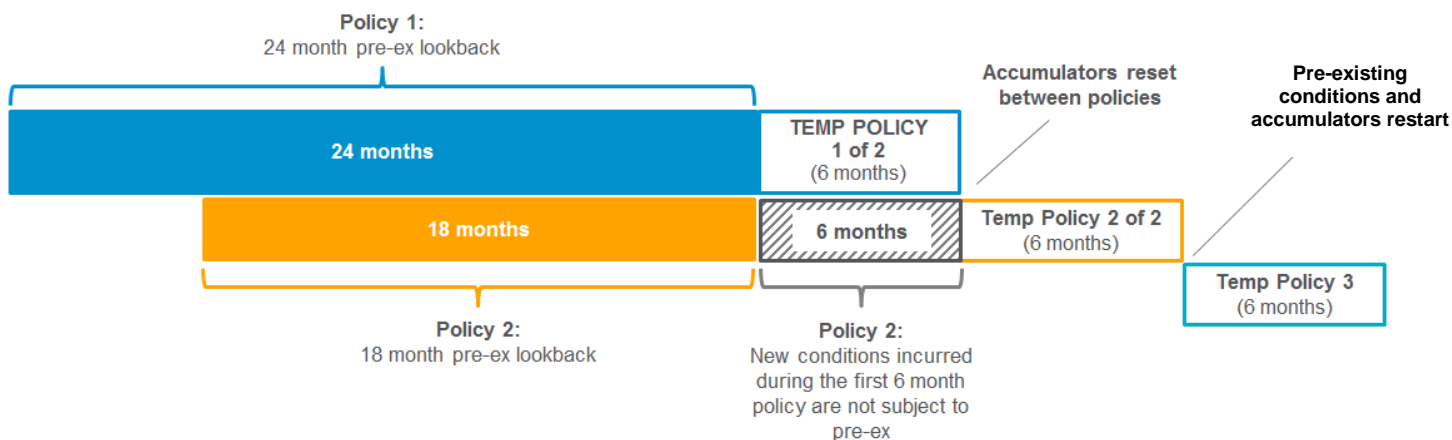 Policy 1:
24 month pre-ex lookback
Accumulators reset
between policies
Pre-existing
conditions and
accumulators restart
24 months
TEMP POLICY
1 of 2
(6 months)
18 months
6 months
Temp Policy 2 of 2
(6 months)
Temp Policy 3
(6 months)
Policy 2:
18 month pre-ex lookback
Policy 2:
New conditions incurred
during the first 6 month
policy are not subject to
pre-ex